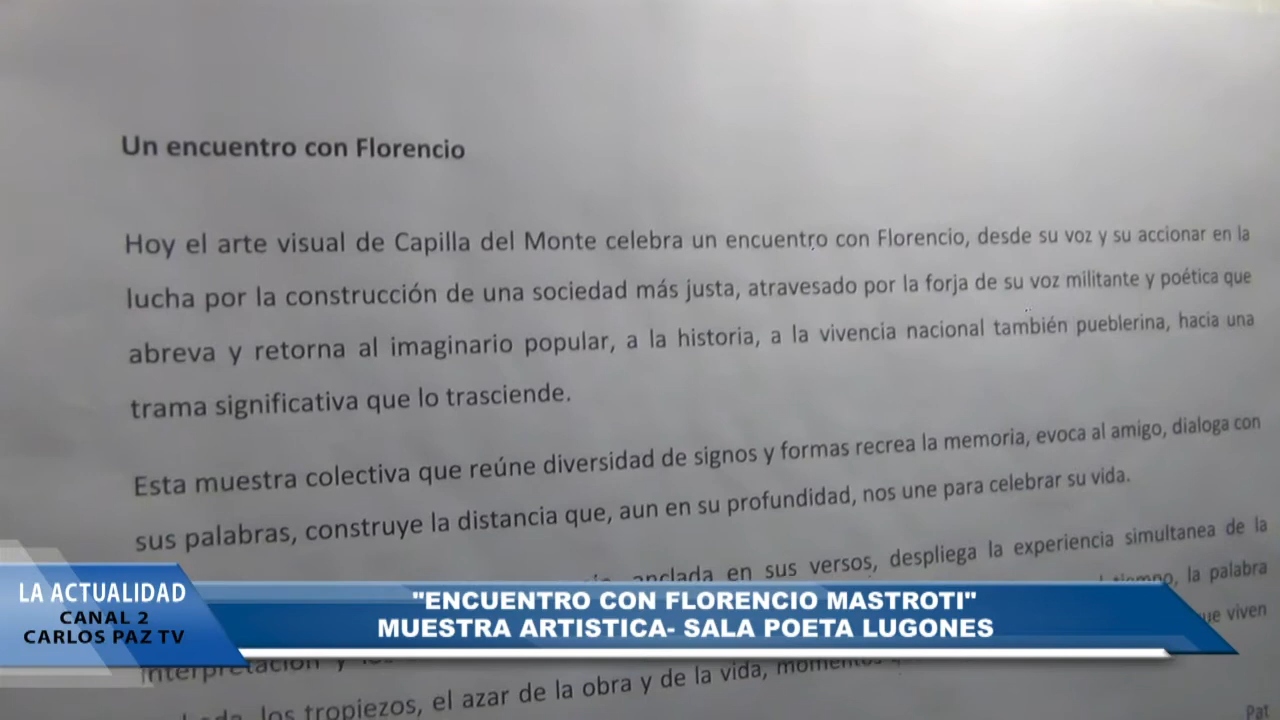 Un encuentro con Florencio
Hoy el arte visual de Capilla del Monte celebra un encuentro con Florencio, desde su voz y su accionar en la
lucha por la construcción de una sociedad más justa, atravesado por la forja de su voz militante y poética que
abreva y retorna al imaginario popular, a la historia, a la vivencia nacional también pueblerina, hacia una
trama significativa que lo trasciende.
Esta muestra colectiva que reúne diversidad de signos y formas recrea la memoria, evoca al amigo, dialoga con
sus palabras, construye la distancia que, aun en su profundidad, nos une para celebrar su vida.
anclada en sus versos, despliega la experiencia simultanea de la
tiempo, la palabra
que viven
interpretación y
los tropiezos, el azar de la obra y de la vida, momentos
Pat
LA ACTUALIDAD
CANAL 2
CARLOS PAZ TV
"ENCUENTRO CON FLORENCIO MASTROTI"
MUESTRA ARTISTICA- SALA POETA LUGONES